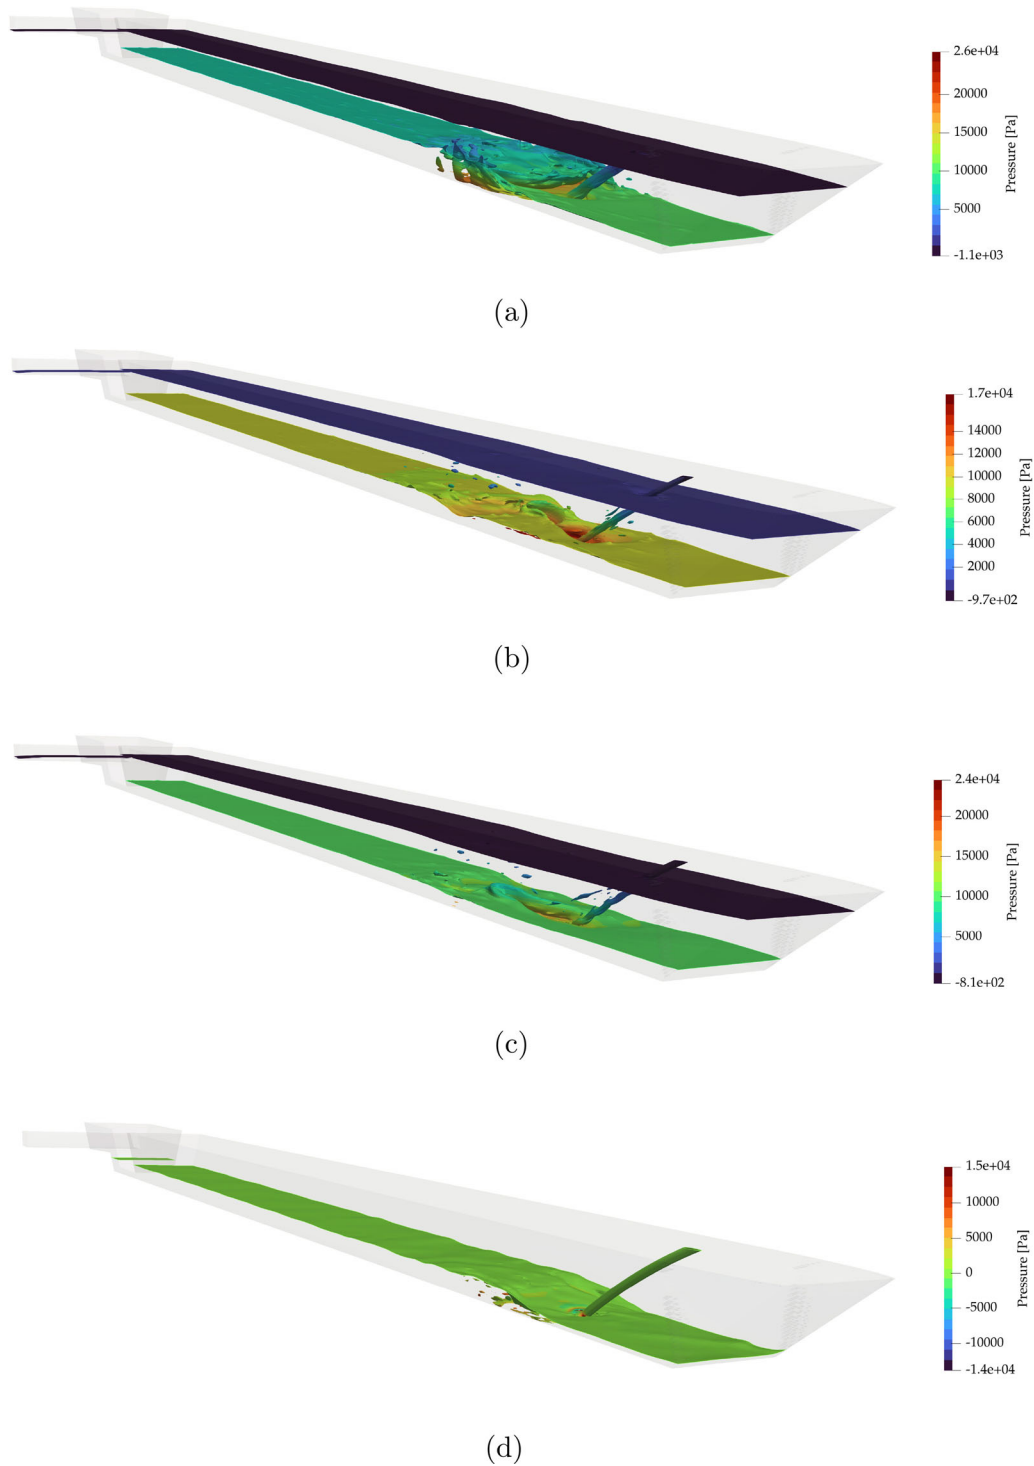 2.6e+04
20000
15000
10000
5000
-1.1e+03
Pressure [Pa]
(a)
1.7e+04
14000
12000
10000
8000
6000
4000
2000
-9.7e+02
Pressure [Pa]
(b)
2.4e+04
20000
15000
10000
5000
-8.1e+02
Pressure [Pa]
(c)
1.5e+04
10000
5000
0
-5000
-10000
-1.4e+04
Pressure [Pa]
(d)